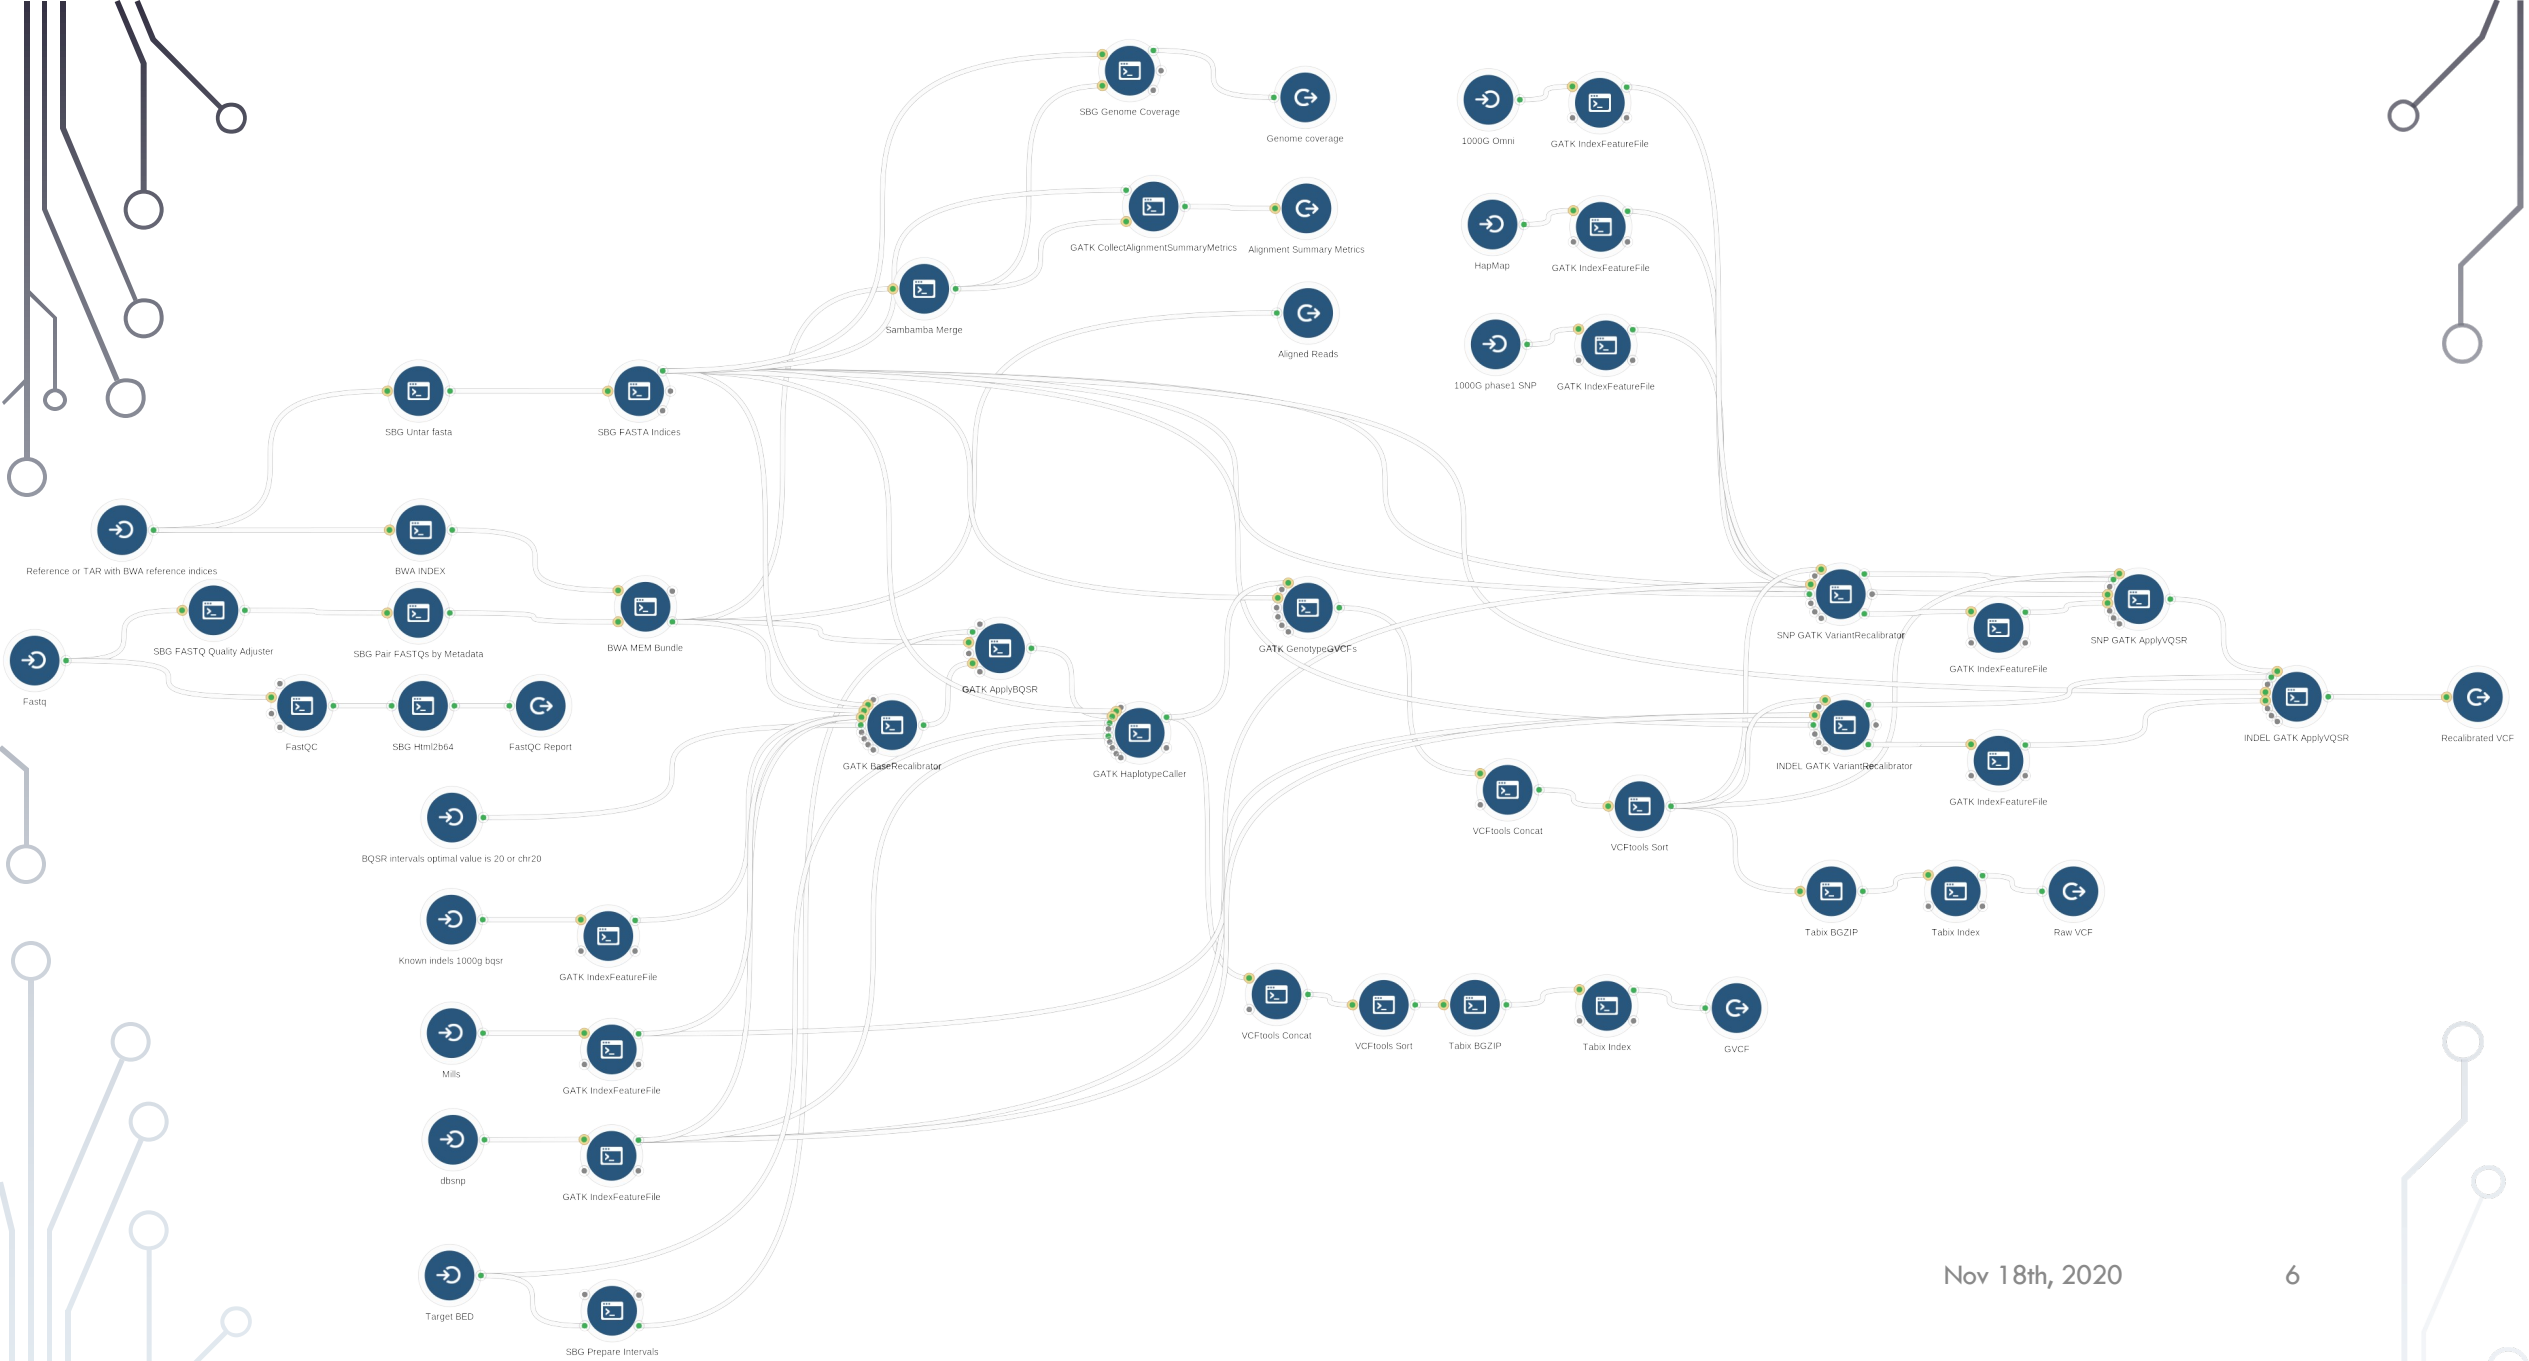 SBG Genome Coverage
Genome coverage
1000G Omni
GATK IndexFeatureFile
GATK CollectAlignmentSummaryMetrics
Alignment Summary Metrics
HapMap
GATK IndexFeatureFile
Sambamba Merge
Aligned Reads
1000G phase1 SNP
GATK IndexFeatureFile
SBG Untar fasta
SBG FASTA Indices
Reference or TAR with BWA reference indices
BWA INDEX
SBG FASTQ Quality Adjuster
SBG Pair FASTQs by Metadata
BWA MEM Bundle
GATK GenotypeGVCFs
SNP GATK VariantRecalibrator
SNP GATK ApplyVQSR
GATK IndexFeatureFile
Fastq
GATK ApplyBQSR
FastQC
SBG Html2b64
FastQC Report
GATK BaseRecalibrator
GATK HaplotypeCaller
INDEL GATK VariantRecalibrator
INDEL GATK ApplyVQSR
Recalibrated VCF
GATK IndexFeatureFile
VCFtools Concat
VCFtools Sort
BQSR intervals optimal value is 20 or chr20
Tabix BGZIP
Tabix Index
Raw VCF
Known indels 1000g bqsr
GATK IndexFeatureFile
VCFtools Concat
VCFtools Sort
Tabix BGZIP
Tabix Index
GVCF
Mills
GATK IndexFeatureFile
dbsnp
GATK IndexFeatureFile
Target BED
SBG Prepare Intervals
Nov 18th, 2020
6